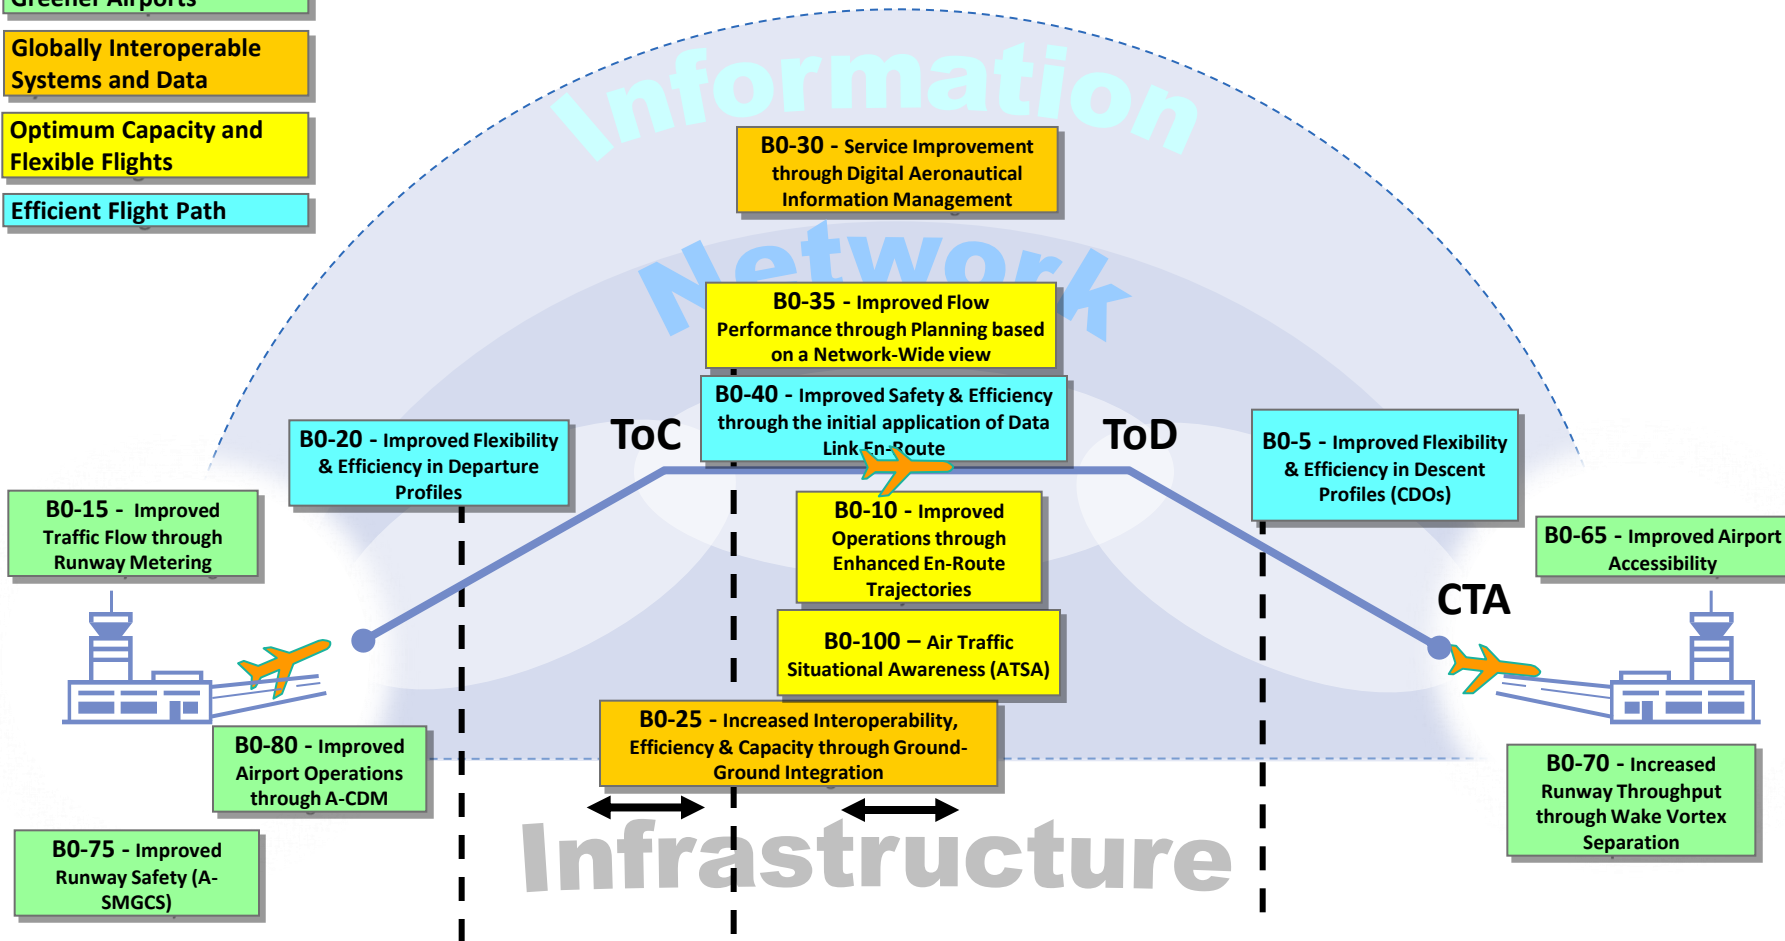 Greener Airports
Globally Interoperable
Systems and Data
Optimum Capacity and
Flexible Flights
Efficient Flight Path
Information
B0-30 - Service Improvement
through Digital Aeronautical
Information Management
Network
B0-35 - Improved Flow
Performance through Planning based
on a Network-Wide view
B0-40 - Improved Safety & Efficiency
through the initial application of Data
Link En-Route
ToC
ToD
B0-20 - Improved Flexibility
& Efficiency in Departure
Profiles
B0-5 - Improved Flexibility
& Efficiency in Descent
Profiles (CDOs)
B0-15 - Improved
Traffic Flow through
Runway Metering
B0-10 - Improved
Operations through
Enhanced En-Route
Trajectories
B0-65 - Improved Airport
Accessibility
CTA
B0-100 – Air Traffic
Situational Awareness (ATSA)
B0-25 - Increased Interoperability,
Efficiency & Capacity through Ground-
Ground Integration
B0-80 - Improved
Airport Operations
through A-CDM
B0-70 - Increased
Runway Throughput
through Wake Vortex
Separation
B0-75 - Improved
Runway Safety (A-
SMGCS)
Infrastructure